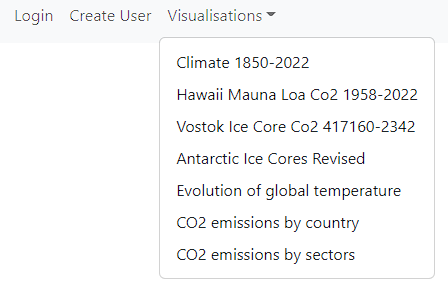 Login Create User Visualisations
Climate 1850-2022
Hawaii Mauna Loa Co2 1958-2022
Vostok Ice Core Co2 417160-2342
Antarctic Ice Cores Revised
Evolution of global temperature
CO2 emissions by country
CO2 emissions by sectors